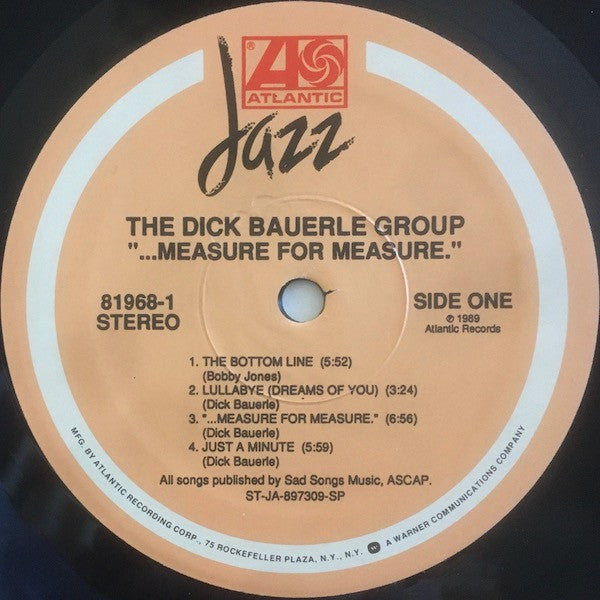 ® ATLANTIC
Jazz
THE DICK BAUERLE GROUP
"...MEASURE FOR MEASURE."
81968-1
STEREO
SIDE ONE
℗ 1989
Atlantic Records
1. THE BOTTOM LINE (5:52)
(Bobby Jones)
2. LULLABYE (DREAMS OF YOU) (3:24)
(Dick Bauerle)
3. "...MEASURE FOR MEASURE." (6:56)
(Dick Bauerle)
4. JUST A MINUTE (5:59)
(Dick Bauerle)
All songs published by Sad Songs Music, ASCAP.
ST-JA-897309-SP
MFG. BY ATLANTIC RECORDING CORP., 75 ROCKEFELLER PLAZA, N.Y., N.Y. A WARNER COMMUNICATIONS COMPANY